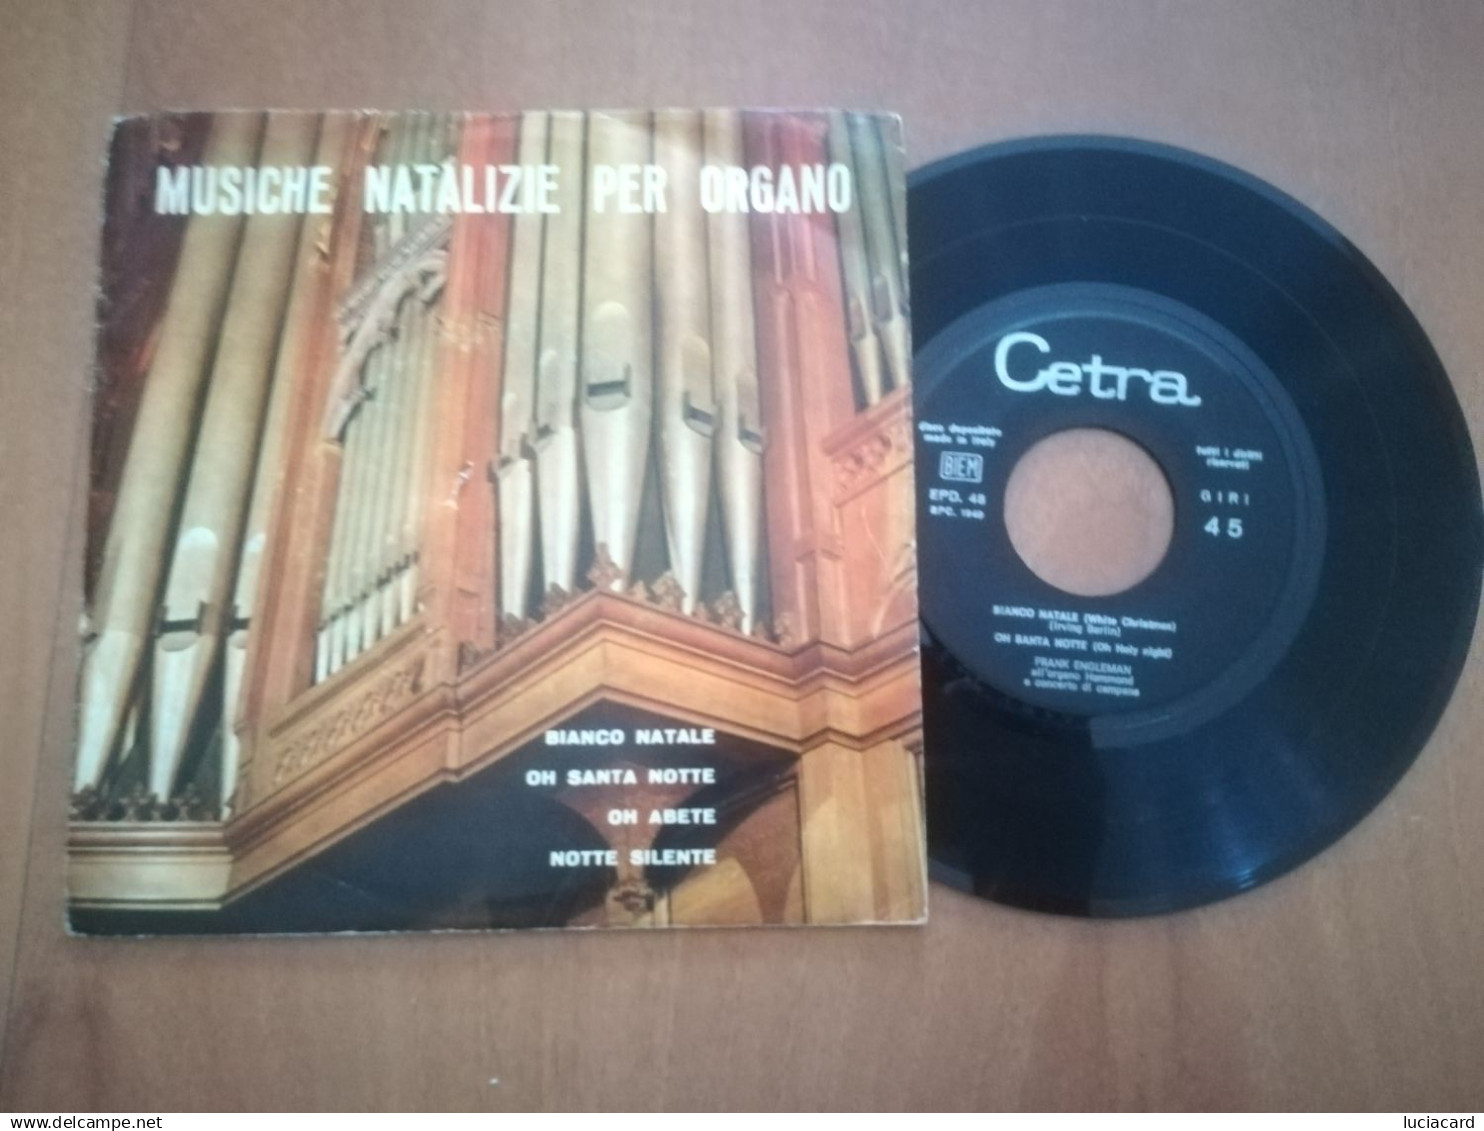 MUSICHE NATALIZIE PER ORGANO
BIANCO NATALE
OH SANTA NOTTE
OH ABETE
NOTTE SILENTE
Cetra
disco depositato
made in Italy
BIEM
EPD. 48
tutti i diritti
riservati
GIRI
45
BIANCO NATALE (White Christmas)
(Irving Berlin)
OH SANTA NOTTE (Oh Holy night)
FRANK ENGLEMAN
all'organo Hammond
e concerto di campane
www.delcampe.net
luciacard